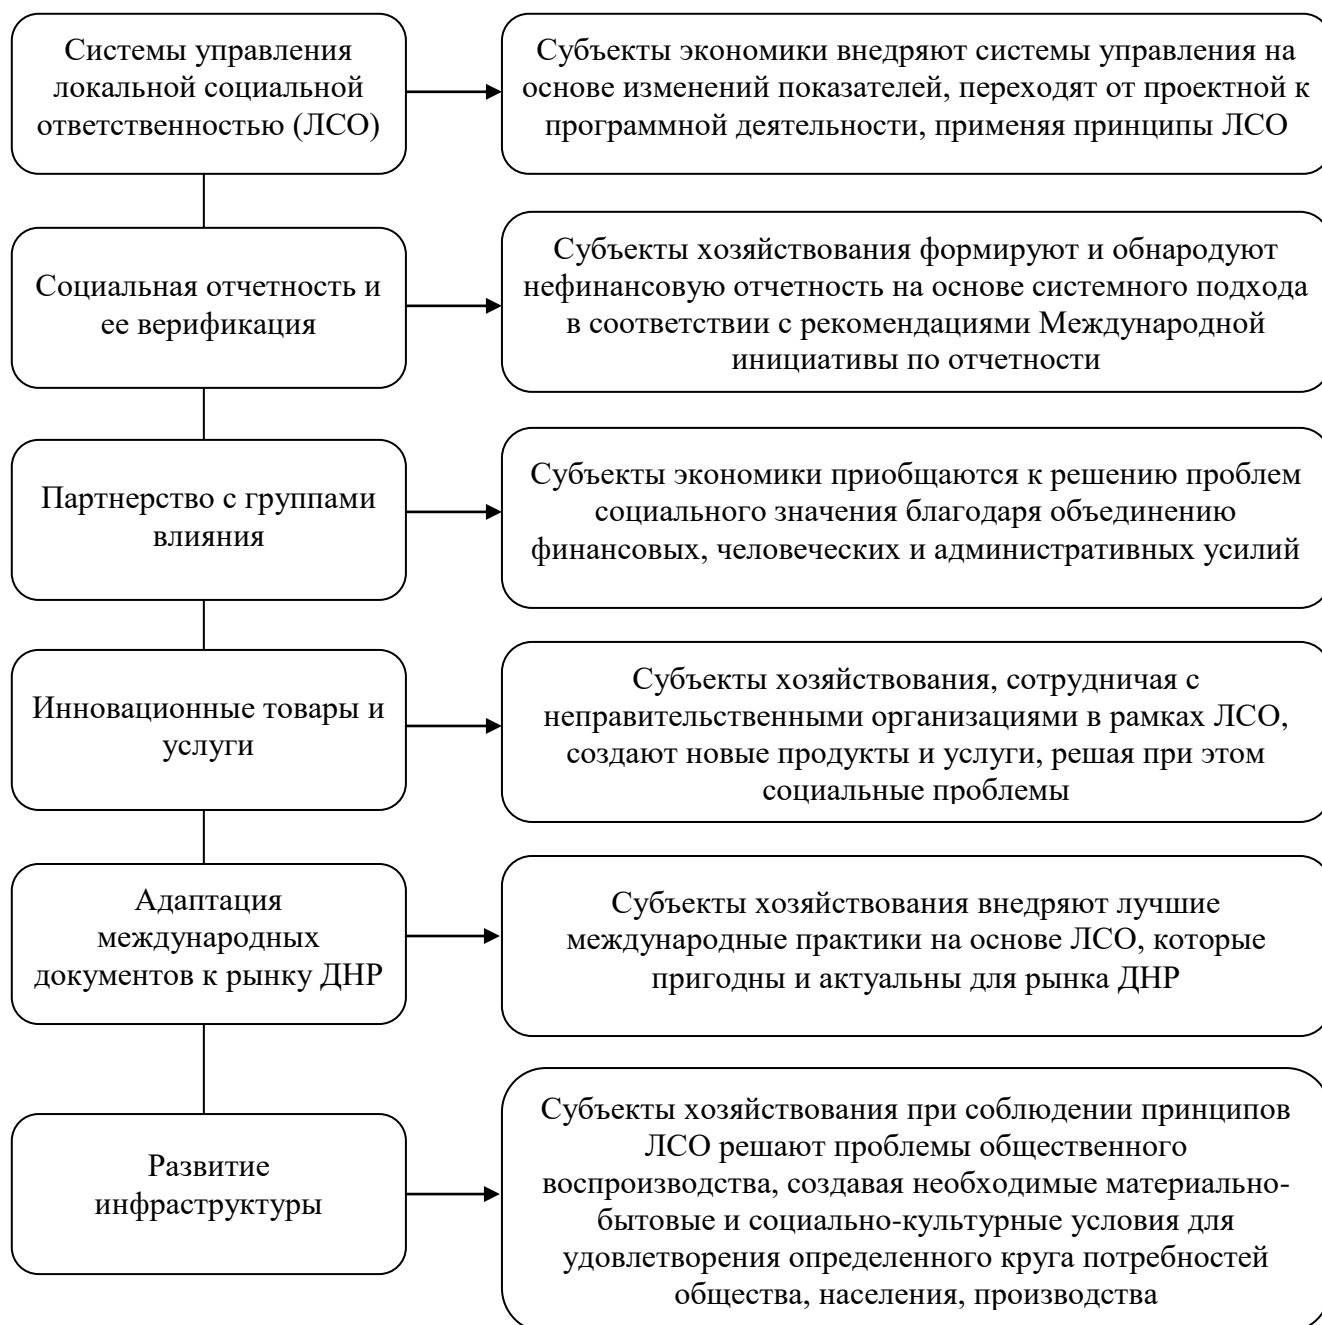 Системы управления
локальной социальной
ответственностью (ЛСО)
Субъекты экономики внедряют системы управления на
основе изменений показателей, переходят от проектной к
программной деятельности, применяя принципы ЛСО
Социальная отчетность и
ее верификация
Субъекты хозяйствования формируют и обнародуют
нефинансовую отчетность на основе системного подхода
в соответствии с рекомендациями Международной
инициативы по отчетности
Партнерство с группами
влияния
Субъекты экономики приобщаются к решению проблем
социального значения благодаря объединению
финансовых, человеческих и административных усилий
Инновационные товары и
услуги
Субъекты хозяйствования, сотрудничая с
неправительственными организациями в рамках ЛСО,
создают новые продукты и услуги, решая при этом
социальные проблемы
Адаптация
международных
документов к рынку ДНР
Субъекты хозяйствования внедряют лучшие
международные практики на основе ЛСО, которые
пригодны и актуальны для рынка ДНР
Развитие
инфраструктуры
Субъекты хозяйствования при соблюдении принципов
ЛСО решают проблемы общественного
воспроизводства, создавая необходимые материально-
бытовые и социально-культурные условия для
удовлетворения определенного круга потребностей
общества, населения, производства